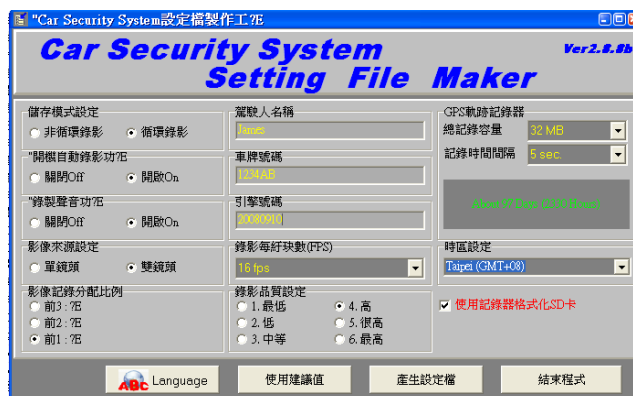 "Car Security System設定檔製作工?E
Car Security System
Setting File Maker
Ver2.8.8b
儲存模式設定
非循環錄影 循環錄影
"開機自動錄影功?E
關閉Off 開啟On
"錄製聲音功?E
關閉Off 開啟On
影像來源設定
單鏡頭 雙鏡頭
影像記錄分配比例
前3:?E
前2:?E
前1:?E
駕駛人名稱
James
車牌號碼
1234AB
引擎號碼
20080910
錄影每紆玦數(FPS)
16 fps
錄影品質設定
1.最低 4.高
2.低 5.很高
3.中等 6.最高
GPS軌跡記錄器
總記錄容量 32 MB
記錄時間間隔 5 sec.
About 97 Days (2330 Hours)
時區設定
Taipei (GMT+08)
使用記錄器格式化SD卡
ABC Language 使用建議值 產生設定檔 結束程式